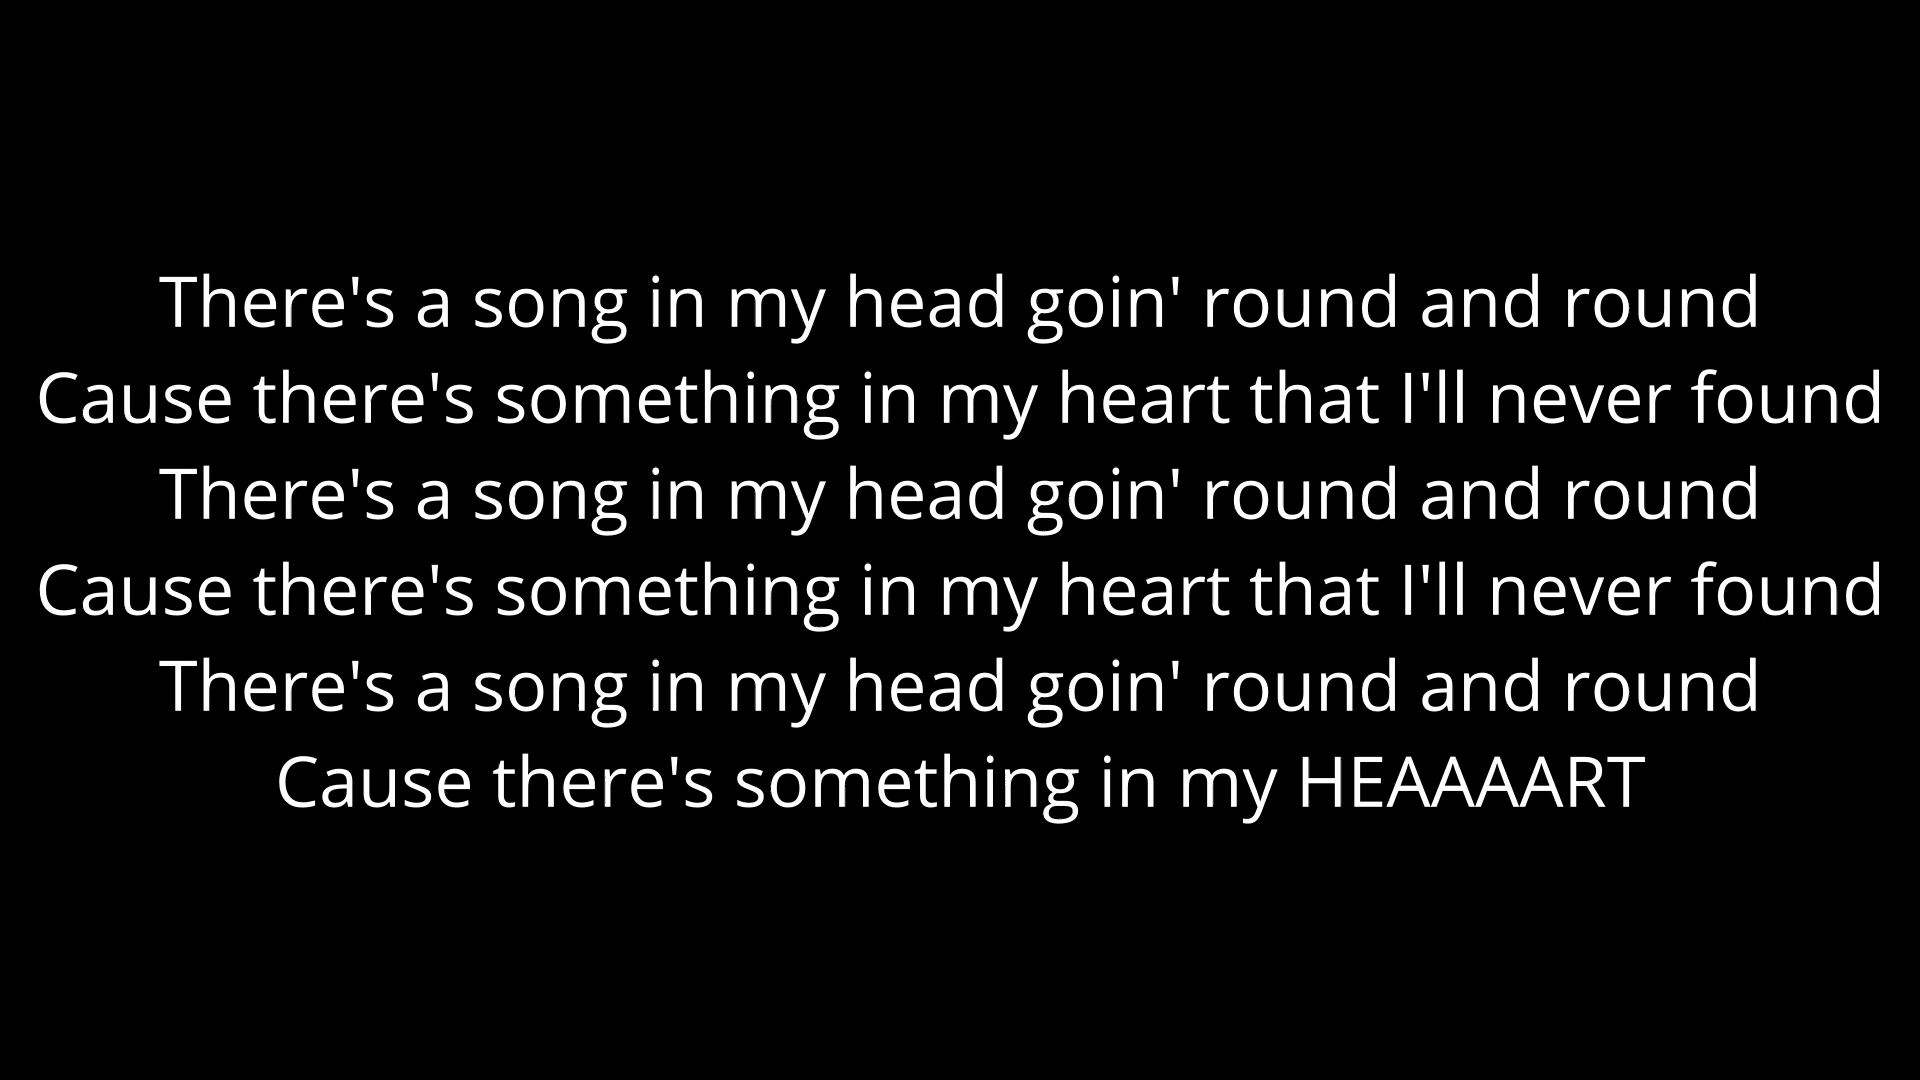 There's a song in my head goin' round and round
Cause there's something in my heart that I'll never found
There's a song in my head goin' round and round
Cause there's something in my heart that I'll never found
There's a song in my head goin' round and round
Cause there's something in my HEAAAART